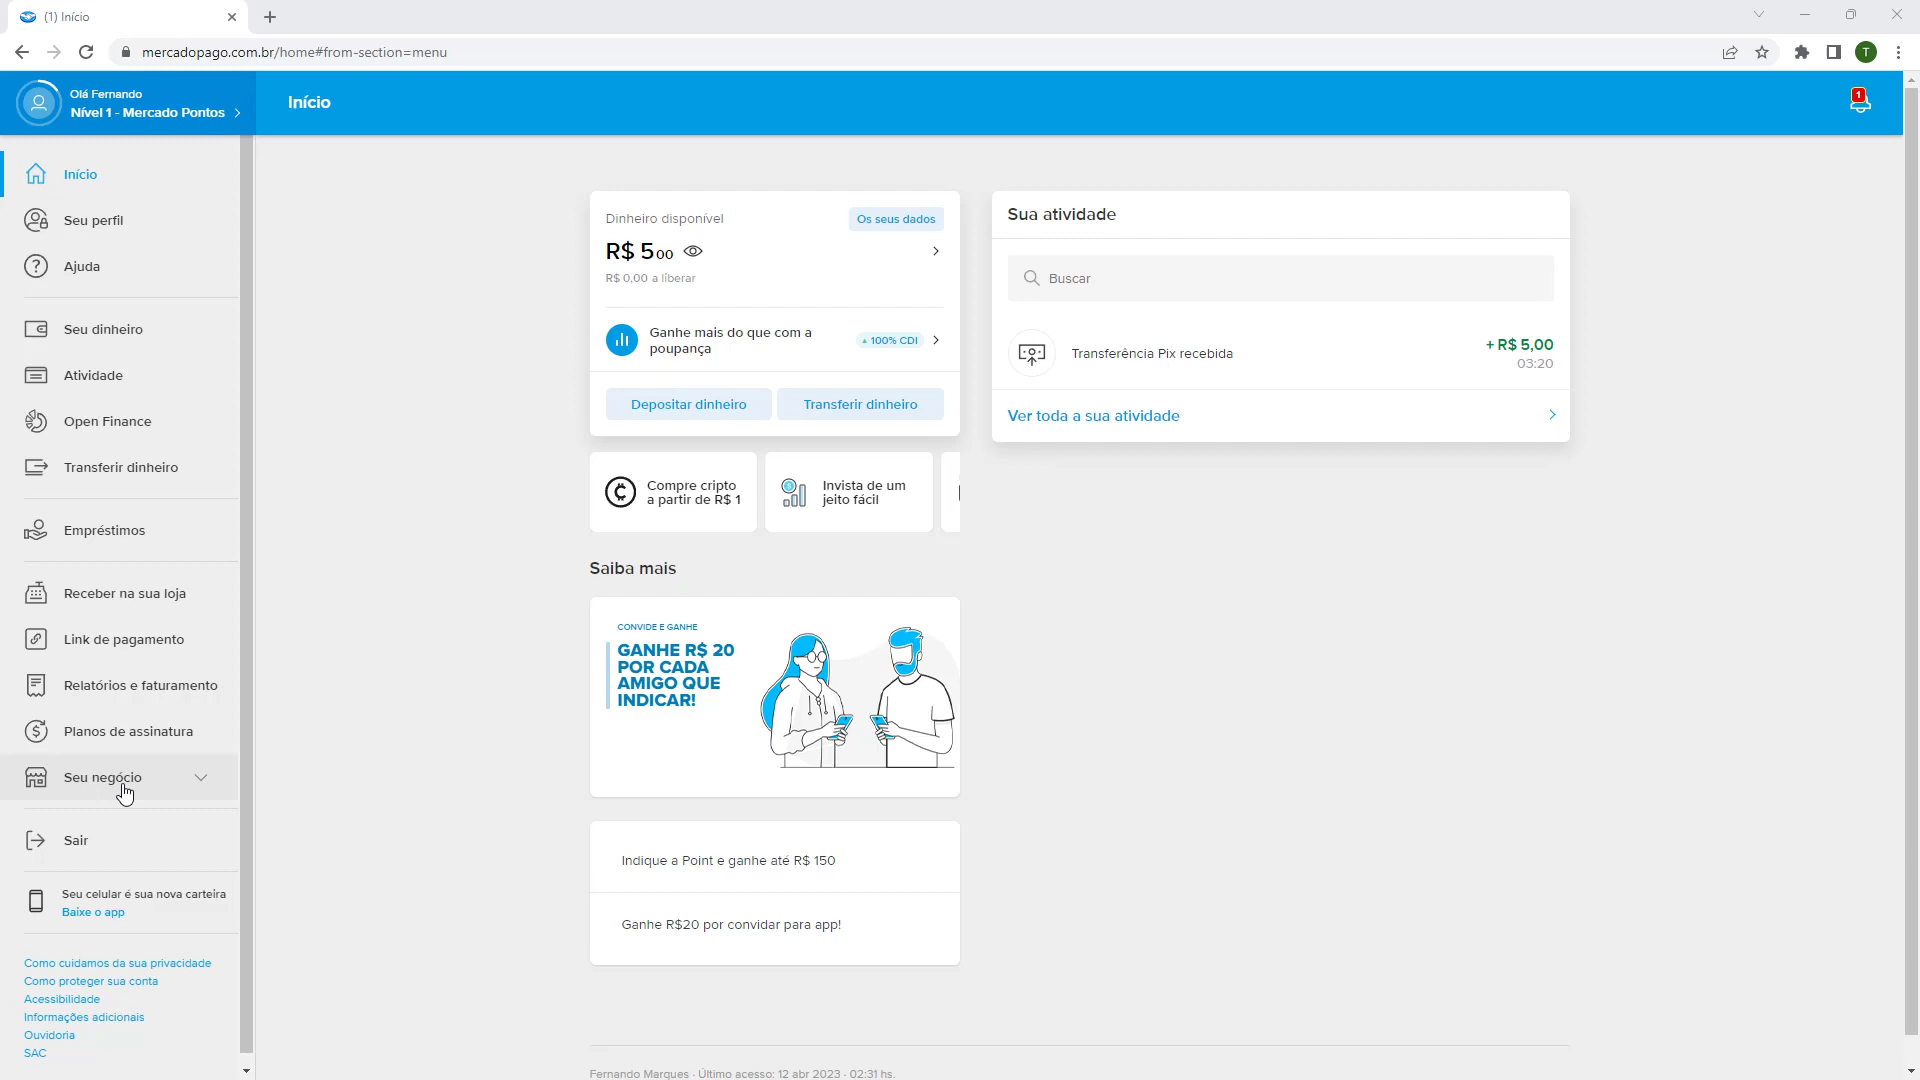 (1) Início
mercadopago.com.br/home#from-section=menu
T
Olá Fernando
Nível 1 - Mercado Pontos
Início
1
Início
Seu perfil
Ajuda
Seu dinheiro
Atividade
Open Finance
Transferir dinheiro
Empréstimos
Receber na sua loja
Link de pagamento
Relatórios e faturamento
Planos de assinatura
Seu negócio
Sair
Seu celular é sua nova carteira
Baixe o app
Como cuidamos da sua privacidade
Como proteger sua conta
Acessibilidade
Informações adicionais
Ouvidoria
SAC
Dinheiro disponível
Os seus dados
R$ 5 00
R$ 0,00 a liberar
Ganhe mais do que com a
poupança
100% CDI
Depositar dinheiro
Transferir dinheiro
Compre cripto
a partir de R$ 1
Invista de um
jeito fácil
Saiba mais
CONVIDE E GANHE
GANHE R$ 20
POR CADA
AMIGO QUE
INDICAR!
Indique a Point e ganhe até R$ 150
Ganhe R$20 por convidar para app!
Sua atividade
Buscar
Transferência Pix recebida
+ R$ 5,00
03:20
Ver toda a sua atividade
Fernando Marques · Último acesso: 12 abr 2023 · 02:31 hs.